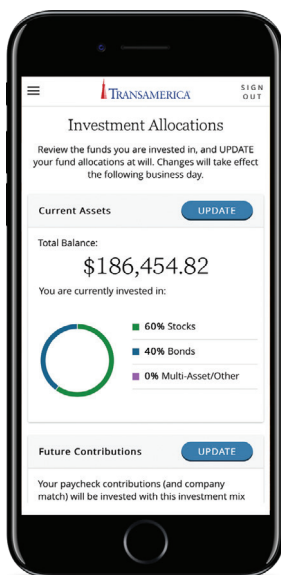 TRANSAMERICA
SIGN
OUT
Investment Allocations
Review the funds you are invested in, and UPDATE
your fund allocations at will. Changes will take effect
the following business day.
Current Assets
UPDATE
Total Balance:
$186,454.82
You are currently invested in:
60% Stocks
40% Bonds
0% Multi-Asset/Other
Future Contributions
UPDATE
Your paycheck contributions (and company
match) will be invested with this investment mix